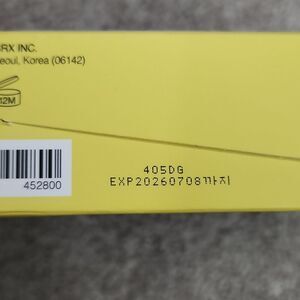 RX INC.
eoul, Korea (06142)
12M
452800
405DG
EXP20260708까지